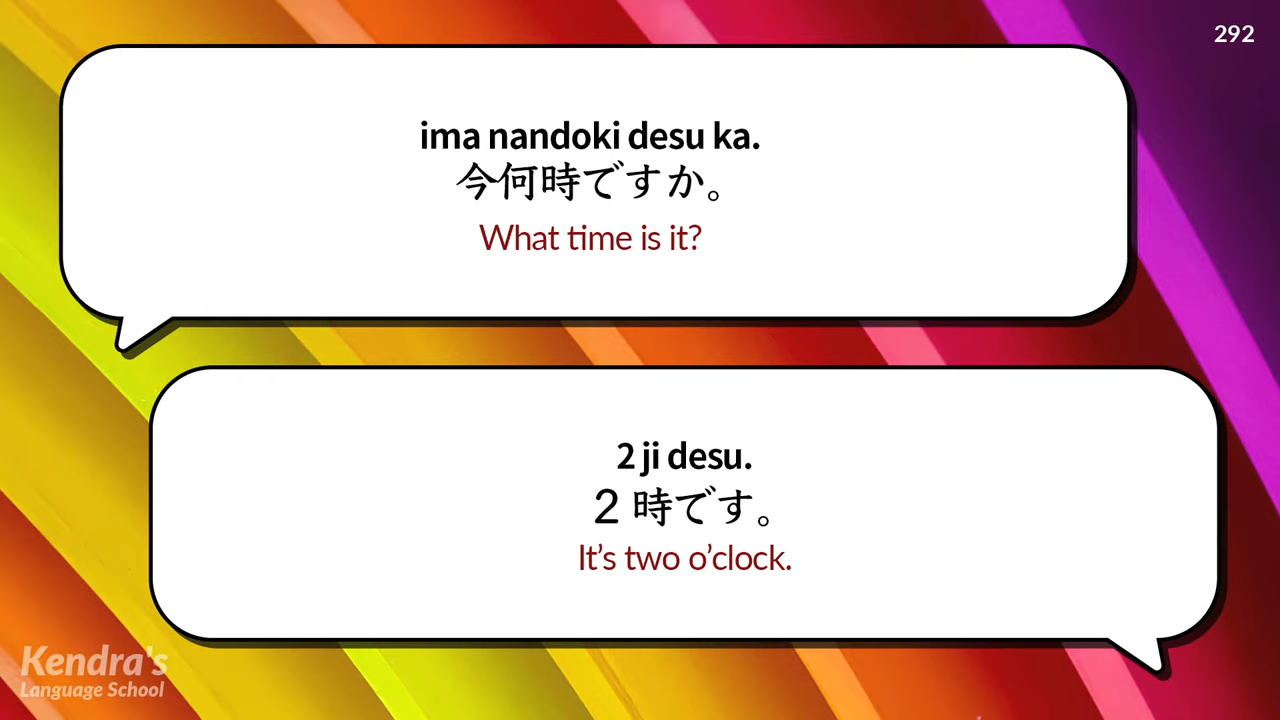 292
ima nandoki desu ka.
今何時ですか。
What time is it?
2 ji desu.
２時です。
It's two o'clock.
Kendra's
Language School